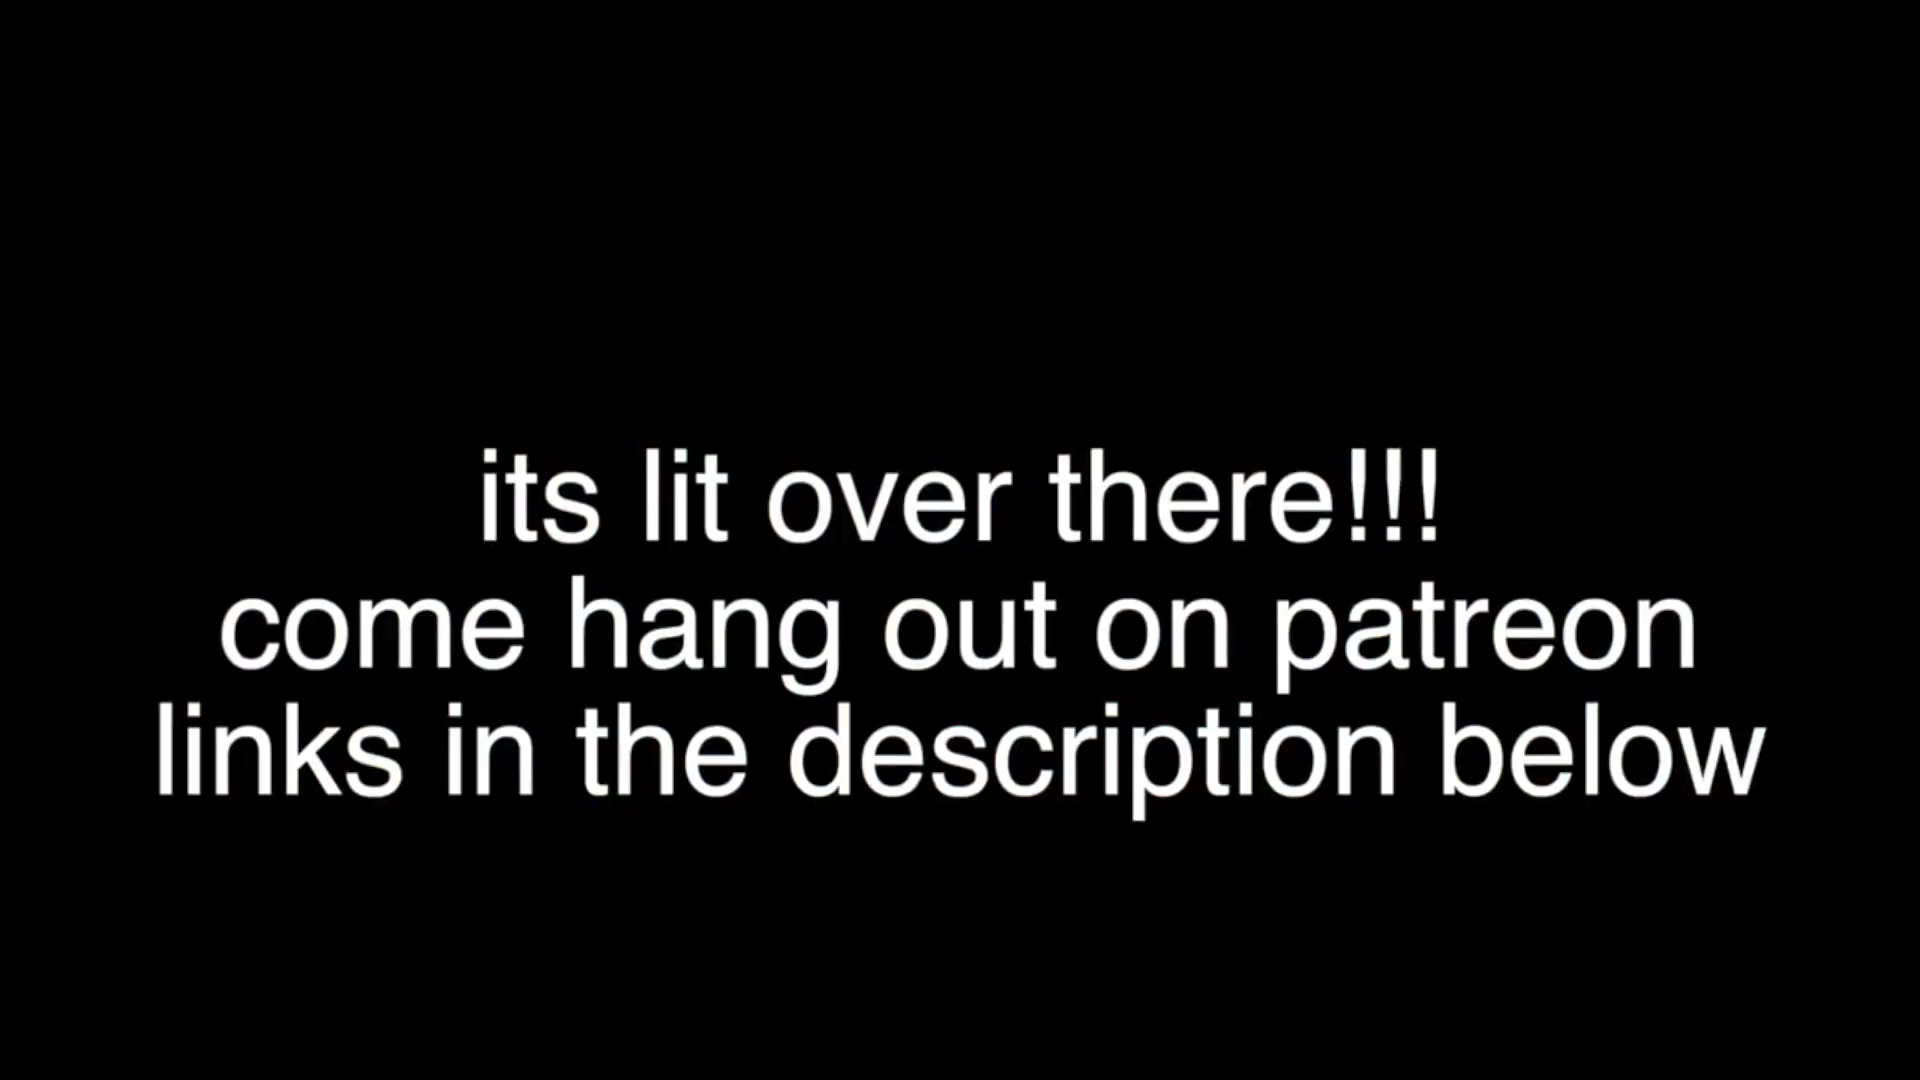 its lit over there!!!
come hang out on patreon
links in the description below